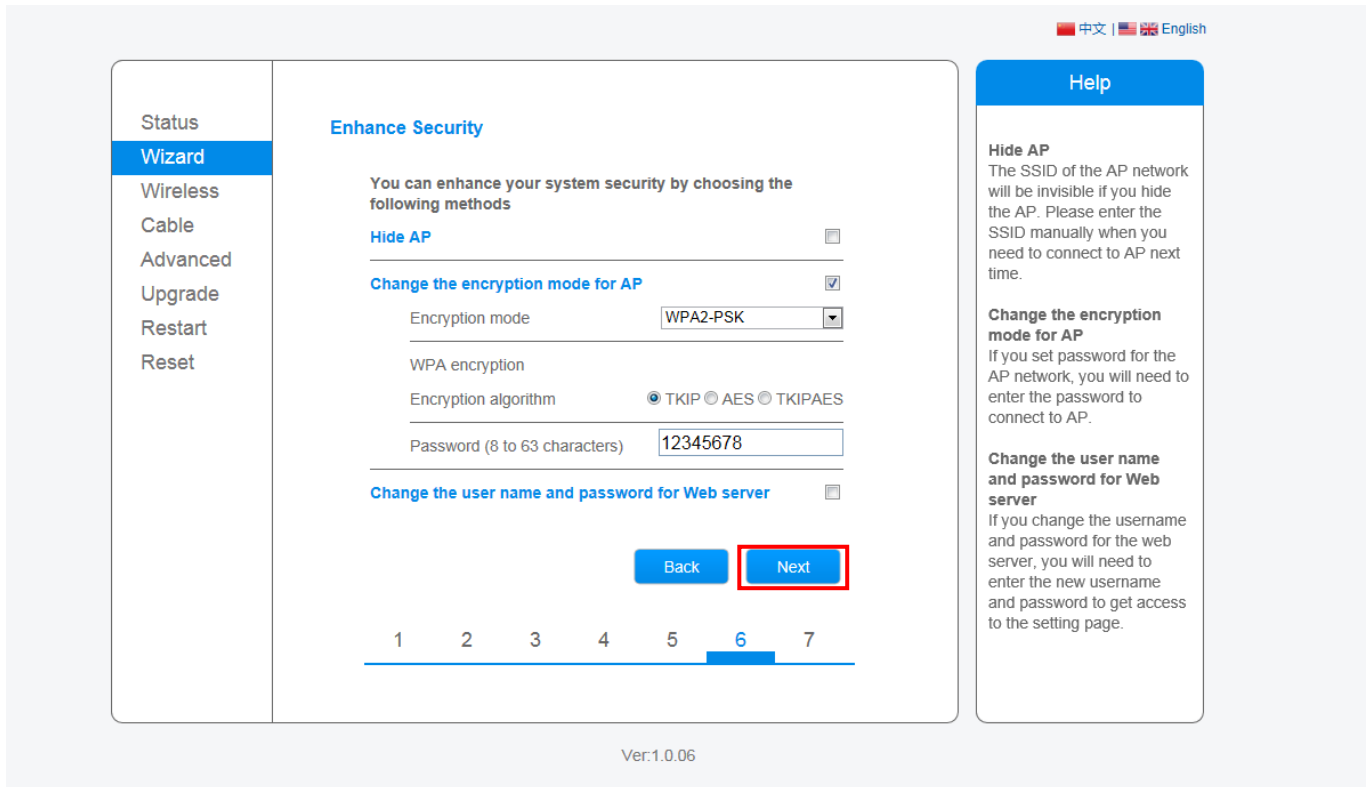 中文 | English
Status
Wizard
Wireless
Cable
Advanced
Upgrade
Restart
Reset
Enhance Security
You can enhance your system security by choosing the
following methods
Hide AP
Change the encryption mode for AP
Encryption mode WPA2-PSK
WPA encryption
Encryption algorithm TKIP AES TKIPAES
Password (8 to 63 characters) 12345678
Change the user name and password for Web server
Back Next
1 2 3 4 5 6 7
Help
Hide AP
The SSID of the AP network
will be invisible if you hide
the AP. Please enter the
SSID manually when you
need to connect to AP next
time.
Change the encryption
mode for AP
If you set password for the
AP network, you will need to
enter the password to
connect to AP.
Change the user name
and password for Web
server
If you change the username
and password for the web
server, you will need to
enter the new username
and password to get access
to the setting page.
Ver:1.0.06